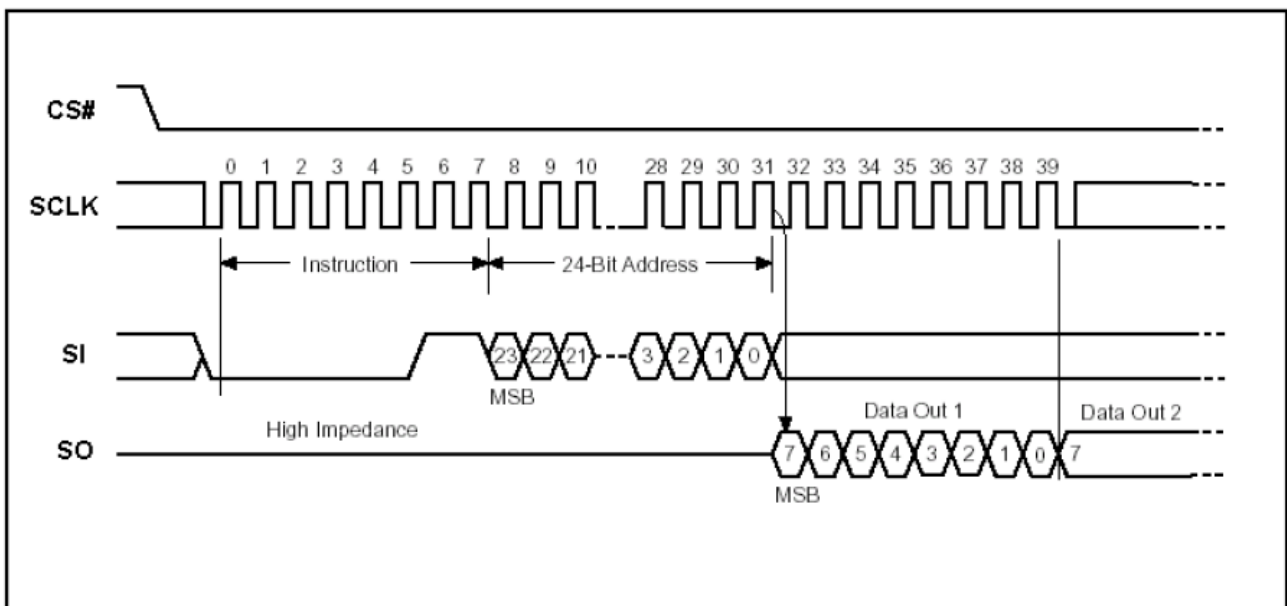 CS#
0 1 2 3 4 5 6 7 8 9 10 28 29 30 31 32 33 34 35 36 37 38 39
SCLK
Instruction 24-Bit Address
SI 23 22 21 3 2 1 0
MSB
Data Out 1 Data Out 2
High Impedance
SO 7 6 5 4 3 2 1 0 7
MSB